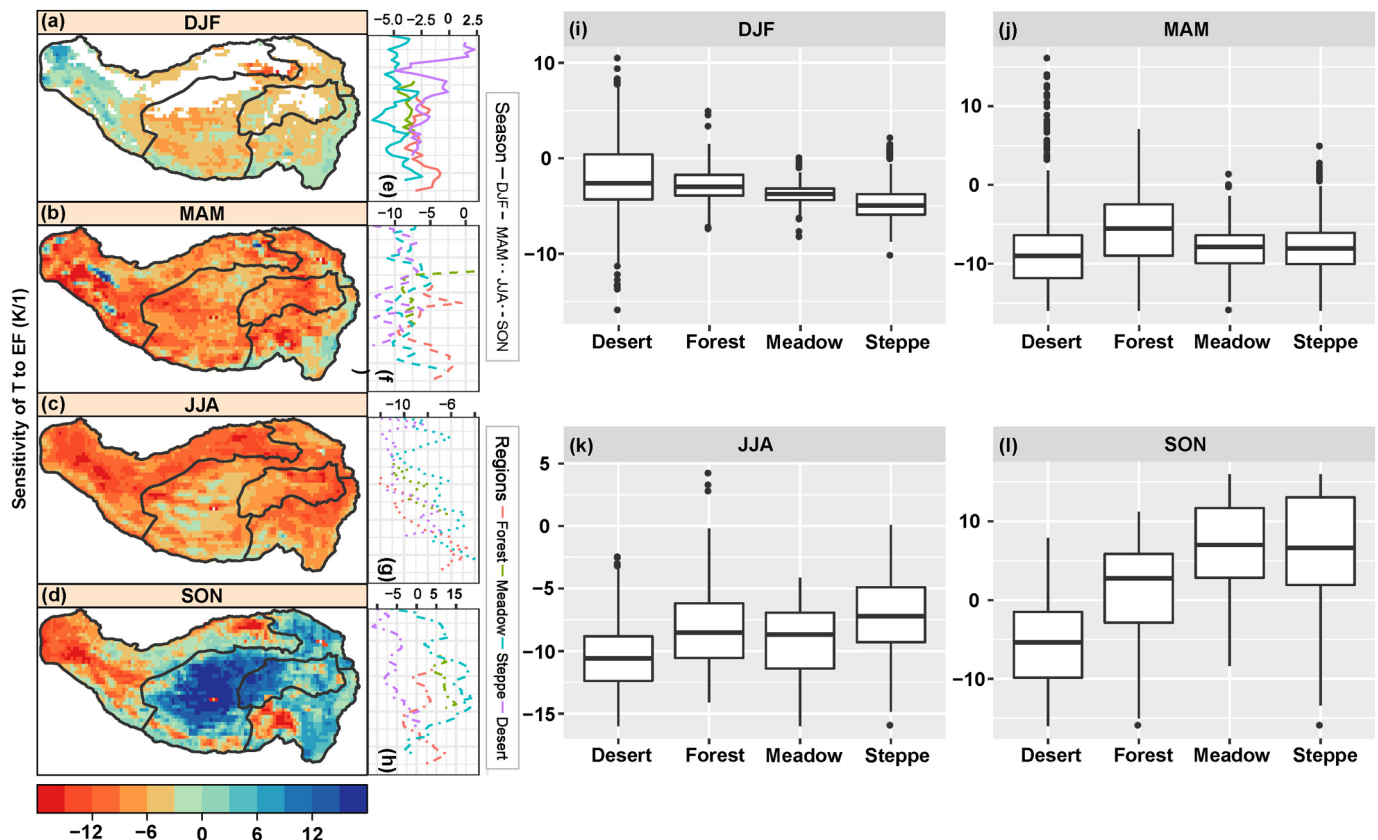 Sensitivity of T to EF (K/1)
(a) DJF
−5.0 −2.5 0 2.5
(e)
(b) MAM
−10 −5 0
(f
)
(c) JJA
−10 −6
(g)
(d) SON
−5 0 5 15
(h)
−12 −6 0 6 12
Season DJF MAM JJA SON
Regions Forest Meadow Steppe Desert
(i) DJF
10
0
−10
Desert Forest Meadow Steppe
(j) MAM
10
0
−10
Desert Forest Meadow Steppe
(k) JJA
5
0
−5
−10
−15
Desert Forest Meadow Steppe
(l) SON
10
0
−10
Desert Forest Meadow Steppe